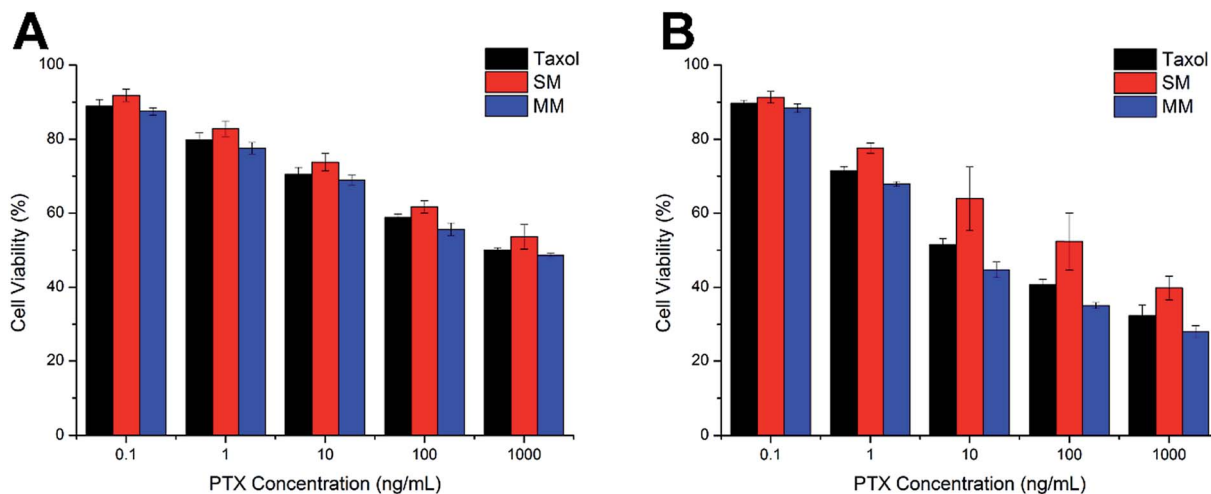 A
Taxol
SM
MM
100
80
60
40
20
0
Cell Viability (%)
0.1 1 10 100 1000
PTX Concentration (ng/mL)
B
Taxol
SM
MM
100
80
60
40
20
0
Cell Viability (%)
0.1 1 10 100 1000
PTX Concentration (ng/mL)